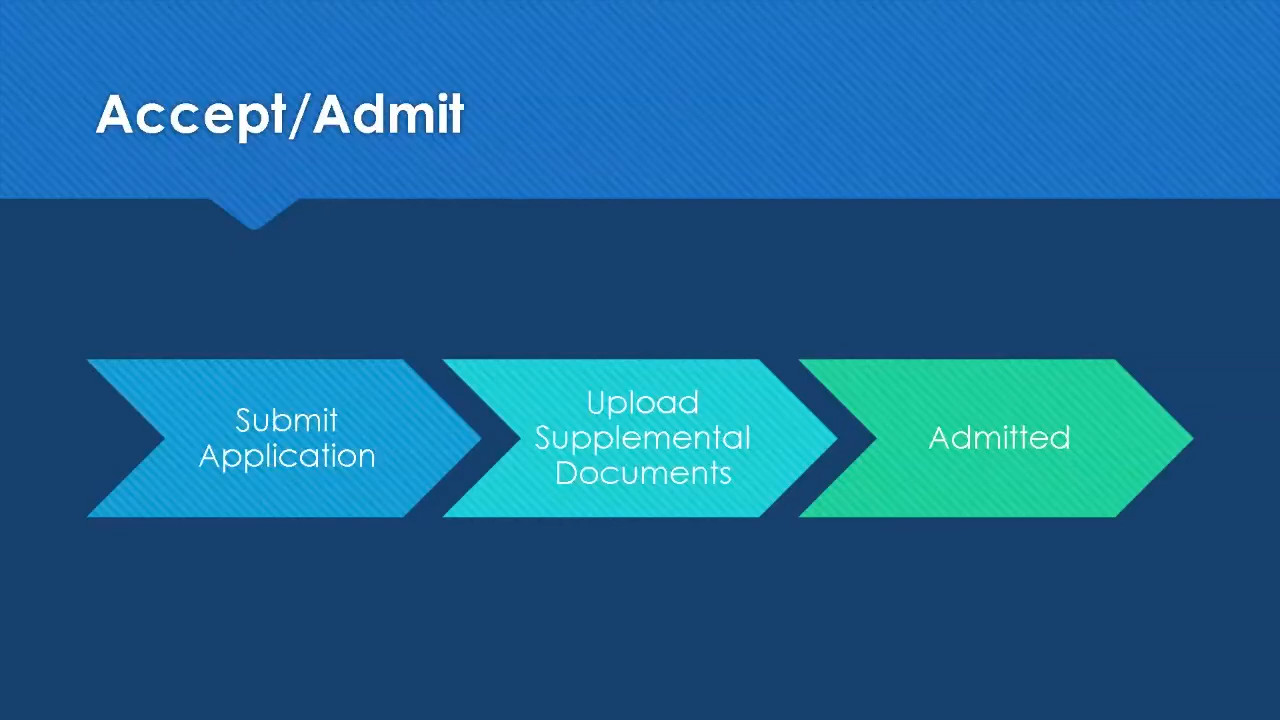 Accept/Admit
Submit
Application
Upload
Supplemental
Documents
Admitted